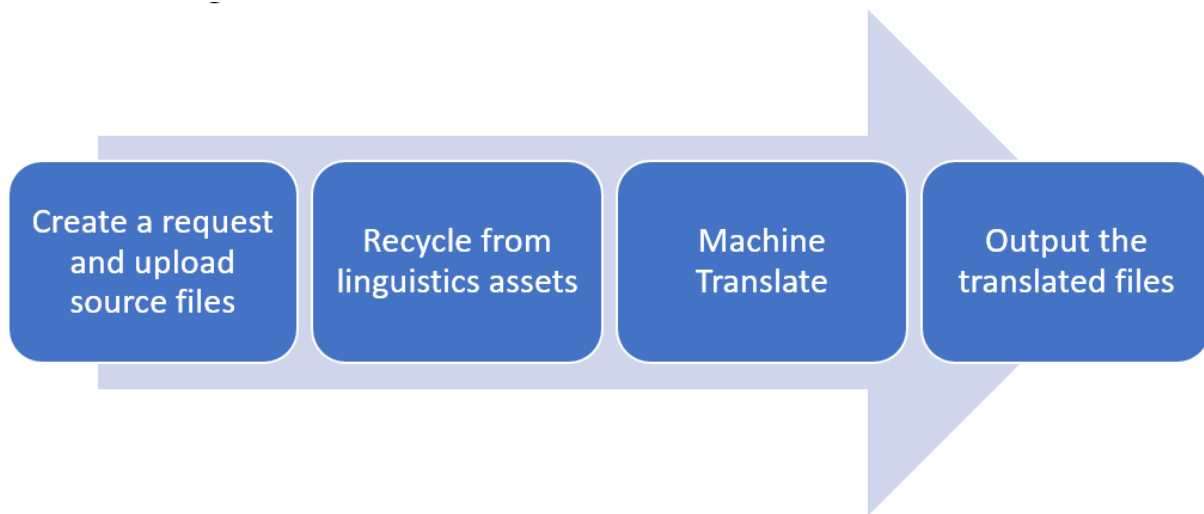 Create a request
and upload
source files
Recycle from
linguistics assets
Machine
Translate
Output the
translated files